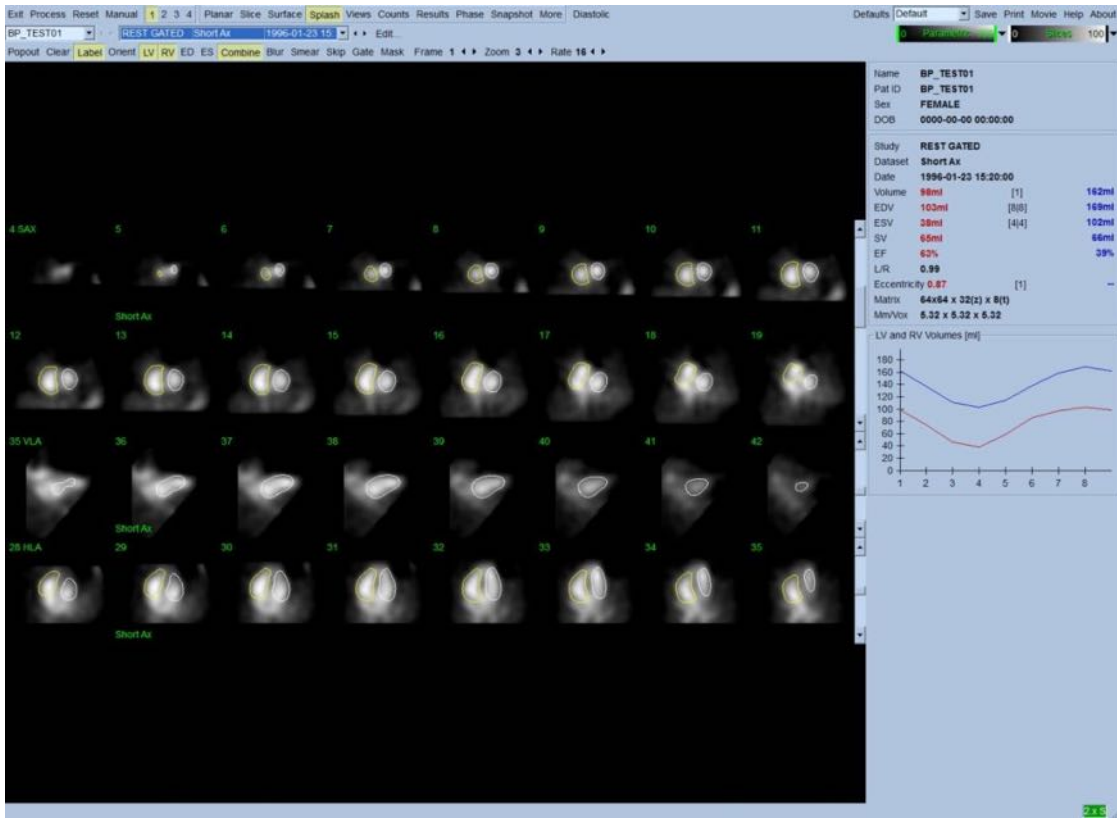 Exit Process Reset Manual 1 2 3 4 Planar Slice Surface Splash Views Counts Results Phase Snapshot More Diastolic Defaults Default Save Print Movie Help About
BP_TEST01 REST GATED Short Ax 1996-01-23 15 Edit... 0 Parametric 0 Slices 100
Popout Clear Label Orient LV RV ED ES Combine Blur Smear Skip Gate Mask Frame 1 Zoom 3 Rate 16
Name BP_TEST01
Pat ID BP_TEST01
Sex FEMALE
DOB 0000-00-00 00:00:00
Study REST GATED
Dataset Short Ax
Date 1996-01-23 15:20:00
Volume 98ml [1] 162ml
EDV 103ml [8|8] 169ml
ESV 38ml [4|4] 102ml
SV 65ml 66ml
EF 63% 39%
L/R 0.99
Eccentricity 0.87 [1] --
Matrix 64x64 x 32(z) x 8(t)
Mm/Vox 5.32 x 5.32 x 5.32
LV and RV Volumes [ml]
180
160
140
120
100
80
60
40
20
0
1 2 3 4 5 6 7 8
4 SAX 5 6 7 8 9 10 11
Short Ax
12 13 14 15 16 17 18 19
35 VLA 36 37 38 39 40 41 42
Short Ax
28 HLA 29 30 31 32 33 34 35
Short Ax